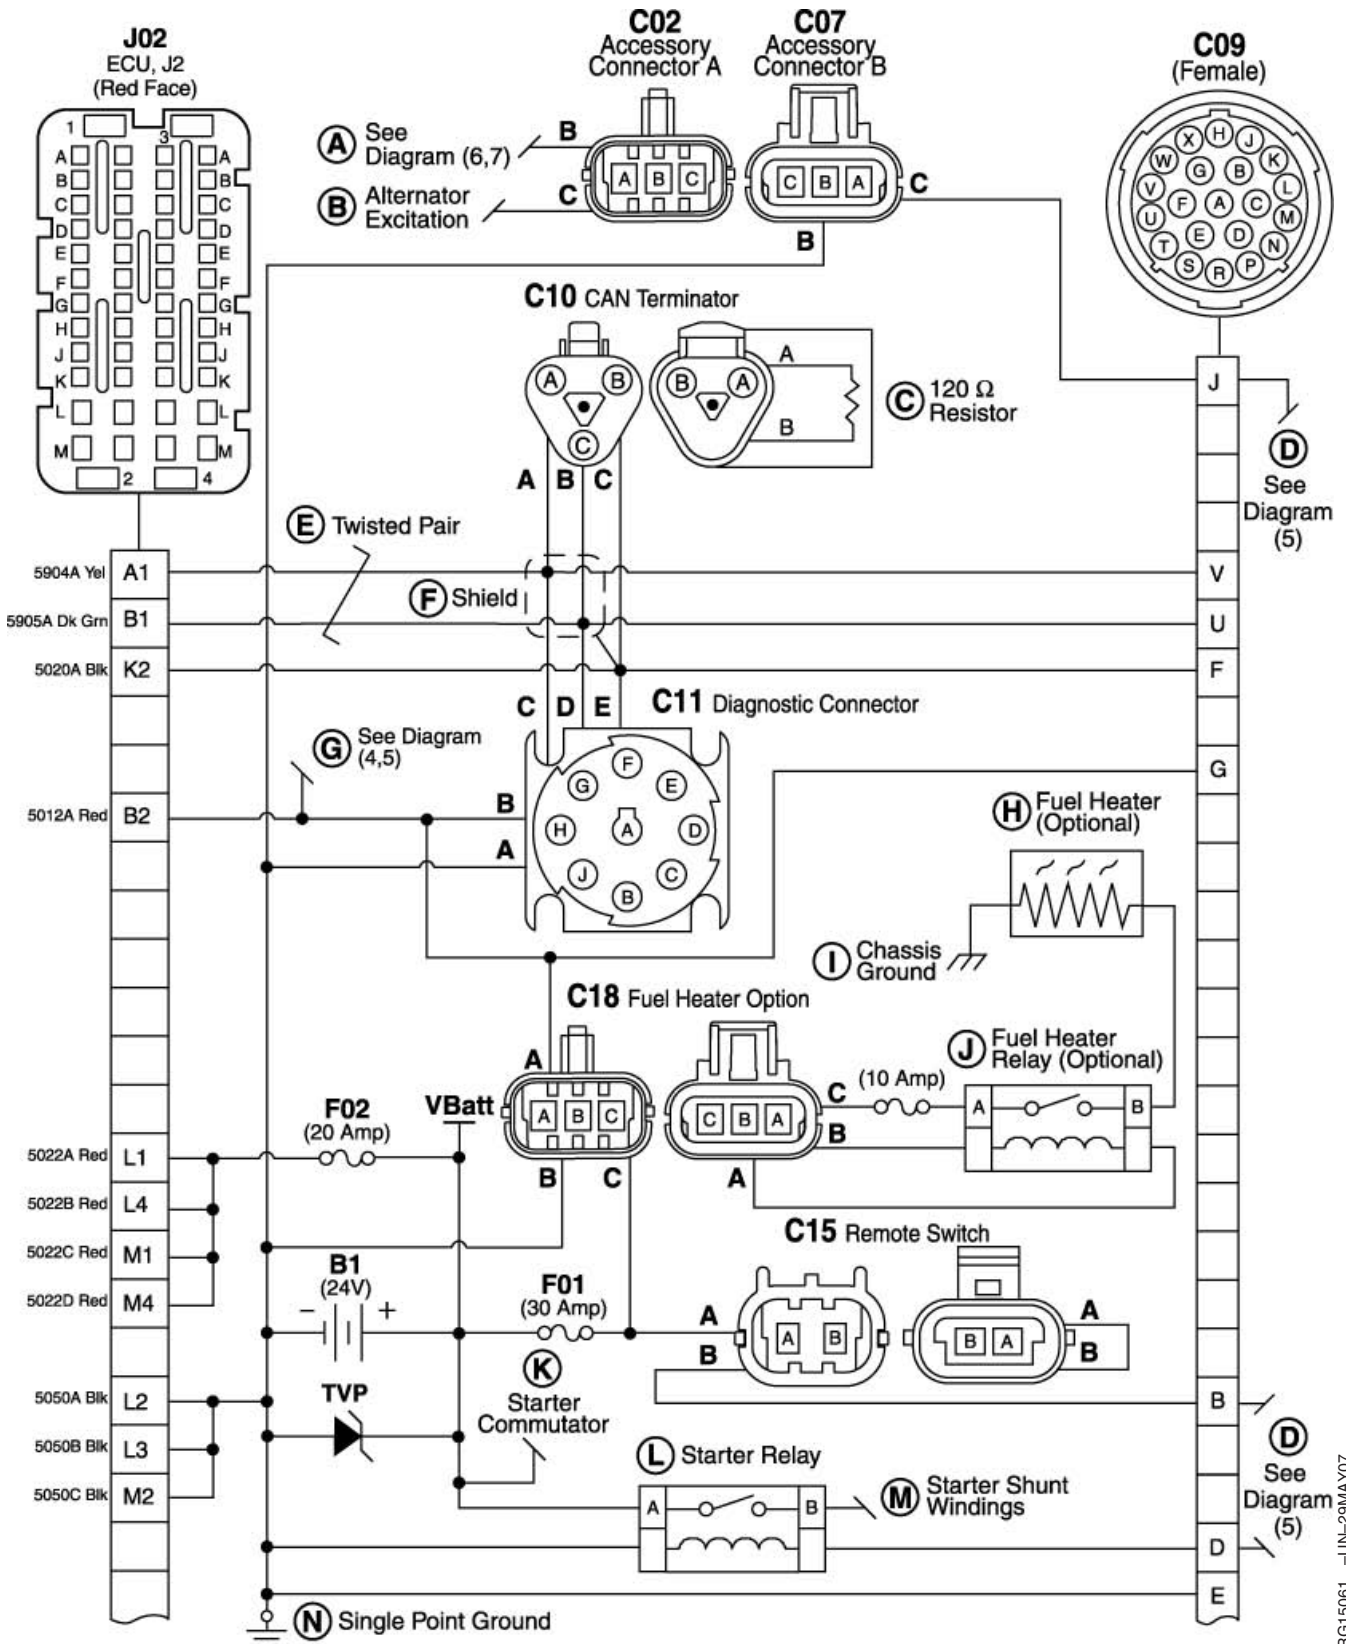 J02
ECU, J2
(Red Face)
C02
Accessory
Connector A
C07
Accessory
Connector B
C09
(Female)
1
3
A
B
C
D
E
F
G
H
J
K
L
M
A
B
C
D
E
F
G
H
J
K
L
M
2
4
A See
Diagram (6,7)
B
B Alternator
Excitation
C
A B C
C B A
C
B
X H J
W G B K
V L
U F A C M
T E D N
S R P
C10 CAN Terminator
A B
C
B A
A
B
C 120 Ω
Resistor
A B C
J
D
See
Diagram
(5)
E Twisted Pair
F Shield
5904A Yel A1
V
5905A Dk Grn B1
U
5020A Blk K2
F
C D E
C11 Diagnostic Connector
G See Diagram
(4,5)
G
5012A Red B2
B
A
F
G E
H A D
J C
B
H Fuel Heater
(Optional)
I Chassis
Ground
C18 Fuel Heater Option
J Fuel Heater
Relay (Optional)
A
A B C
C B A
C
(10 Amp)
A B
B
A
B C
F02
(20 Amp)
VBatt
5022A Red L1
5022B Red L4
5022C Red M1
5022D Red M4
C15 Remote Switch
B1
(24V)
− +
F01
(30 Amp)
A
B
A B
B A
A
B
K
Starter
Commutator
TVP
5050A Blk L2
5050B Blk L3
5050C Blk M2
B
D
See
Diagram
(5)
L Starter Relay
A B
M Starter Shunt
Windings
D
E
N Single Point Ground
RG15061 –UN–29MAY07